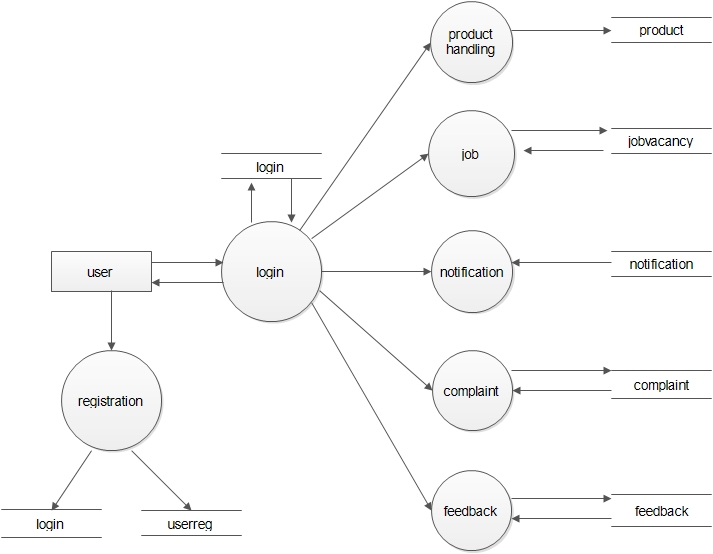 product
handling
product
job
jobvacancy
login
user
login
notification
notification
registration
complaint
complaint
login
userreg
feedback
feedback